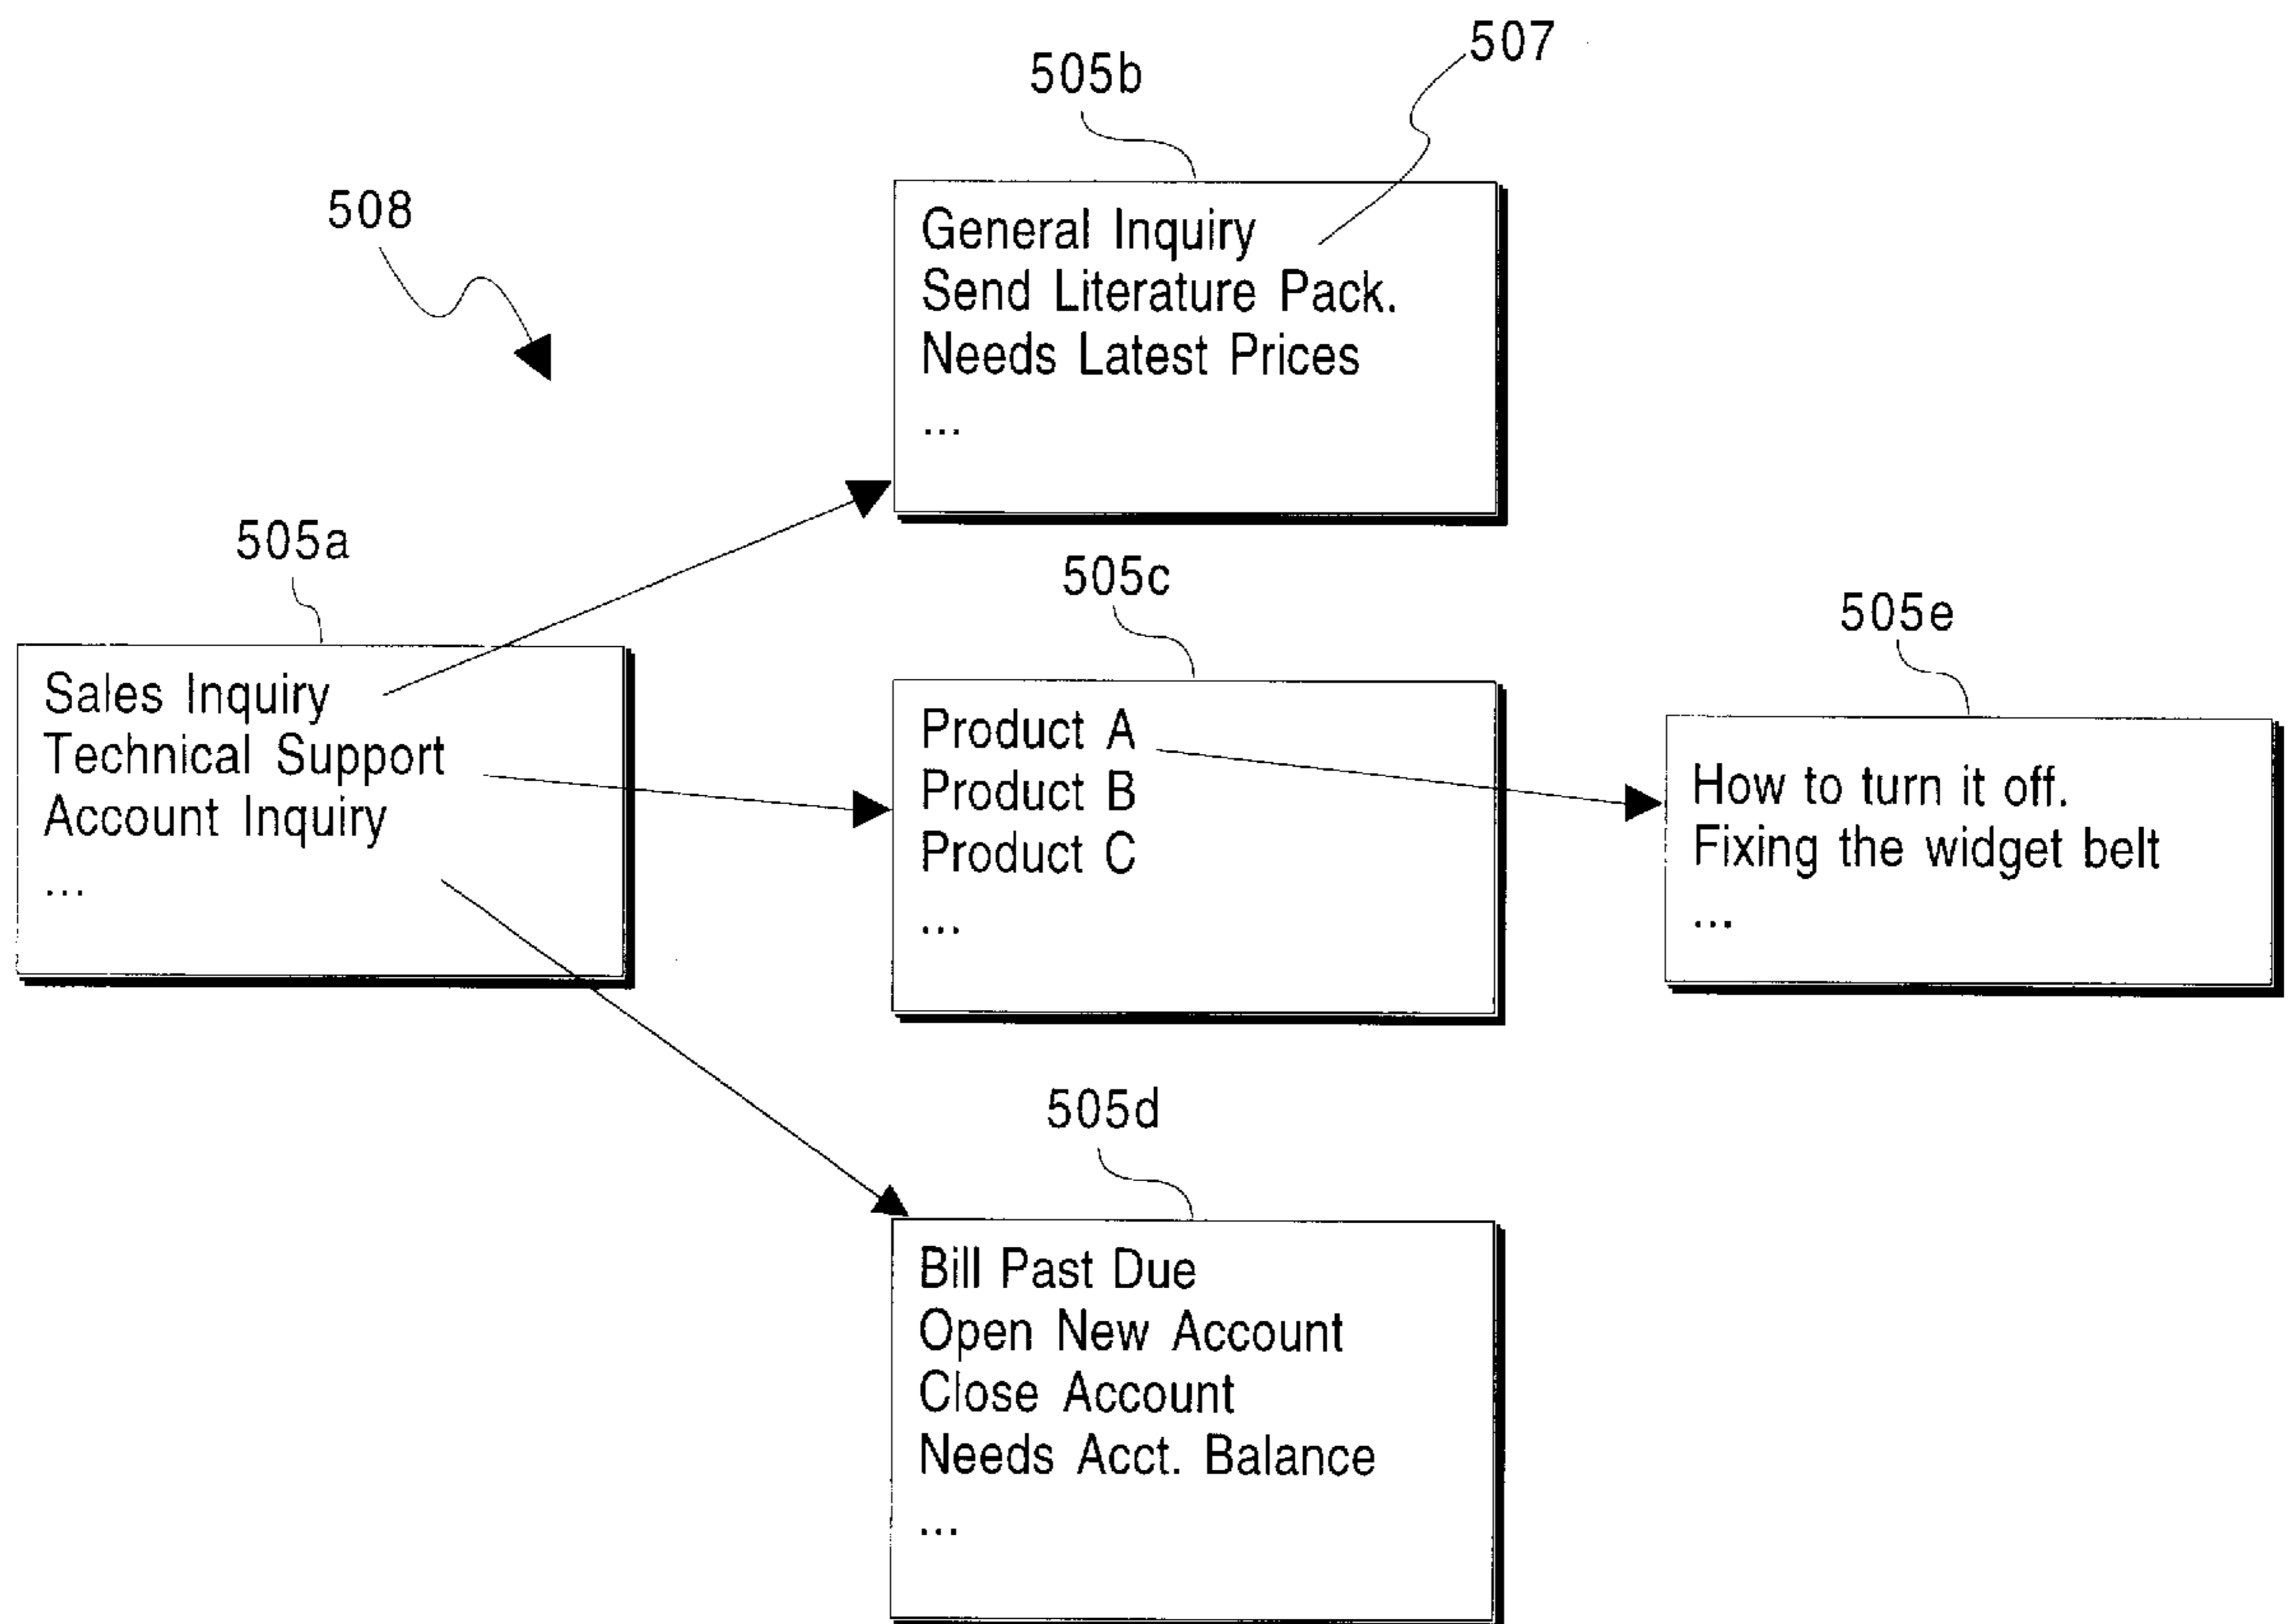 507
505b
508
General Inquiry
Send Literature Pack.
Needs Latest Prices
...
505a
Sales Inquiry
Technical Support
Account Inquiry
...
505c
Product A
Product B
Product C
...
505e
How to turn it off.
Fixing the widget belt
...
505d
Bill Past Due
Open New Account
Close Account
Needs Acct. Balance
...